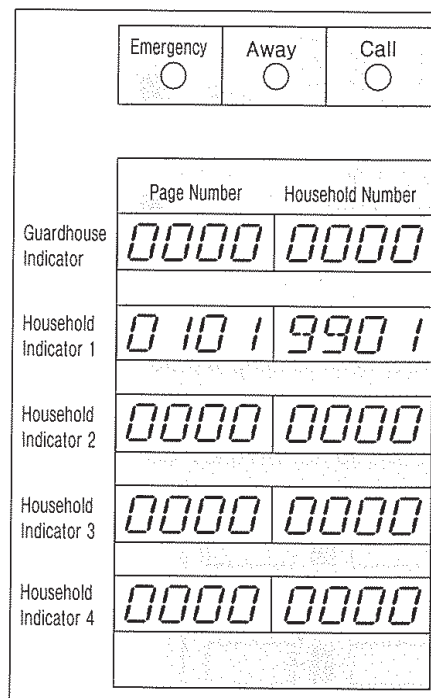 Emergency Away Call
Page Number Household Number
Guardhouse
Indicator 0000 0000
Household
Indicator 1 0101 9901
Household
Indicator 2 0000 0000
Household
Indicator 3 0000 0000
Household
Indicator 4 0000 0000